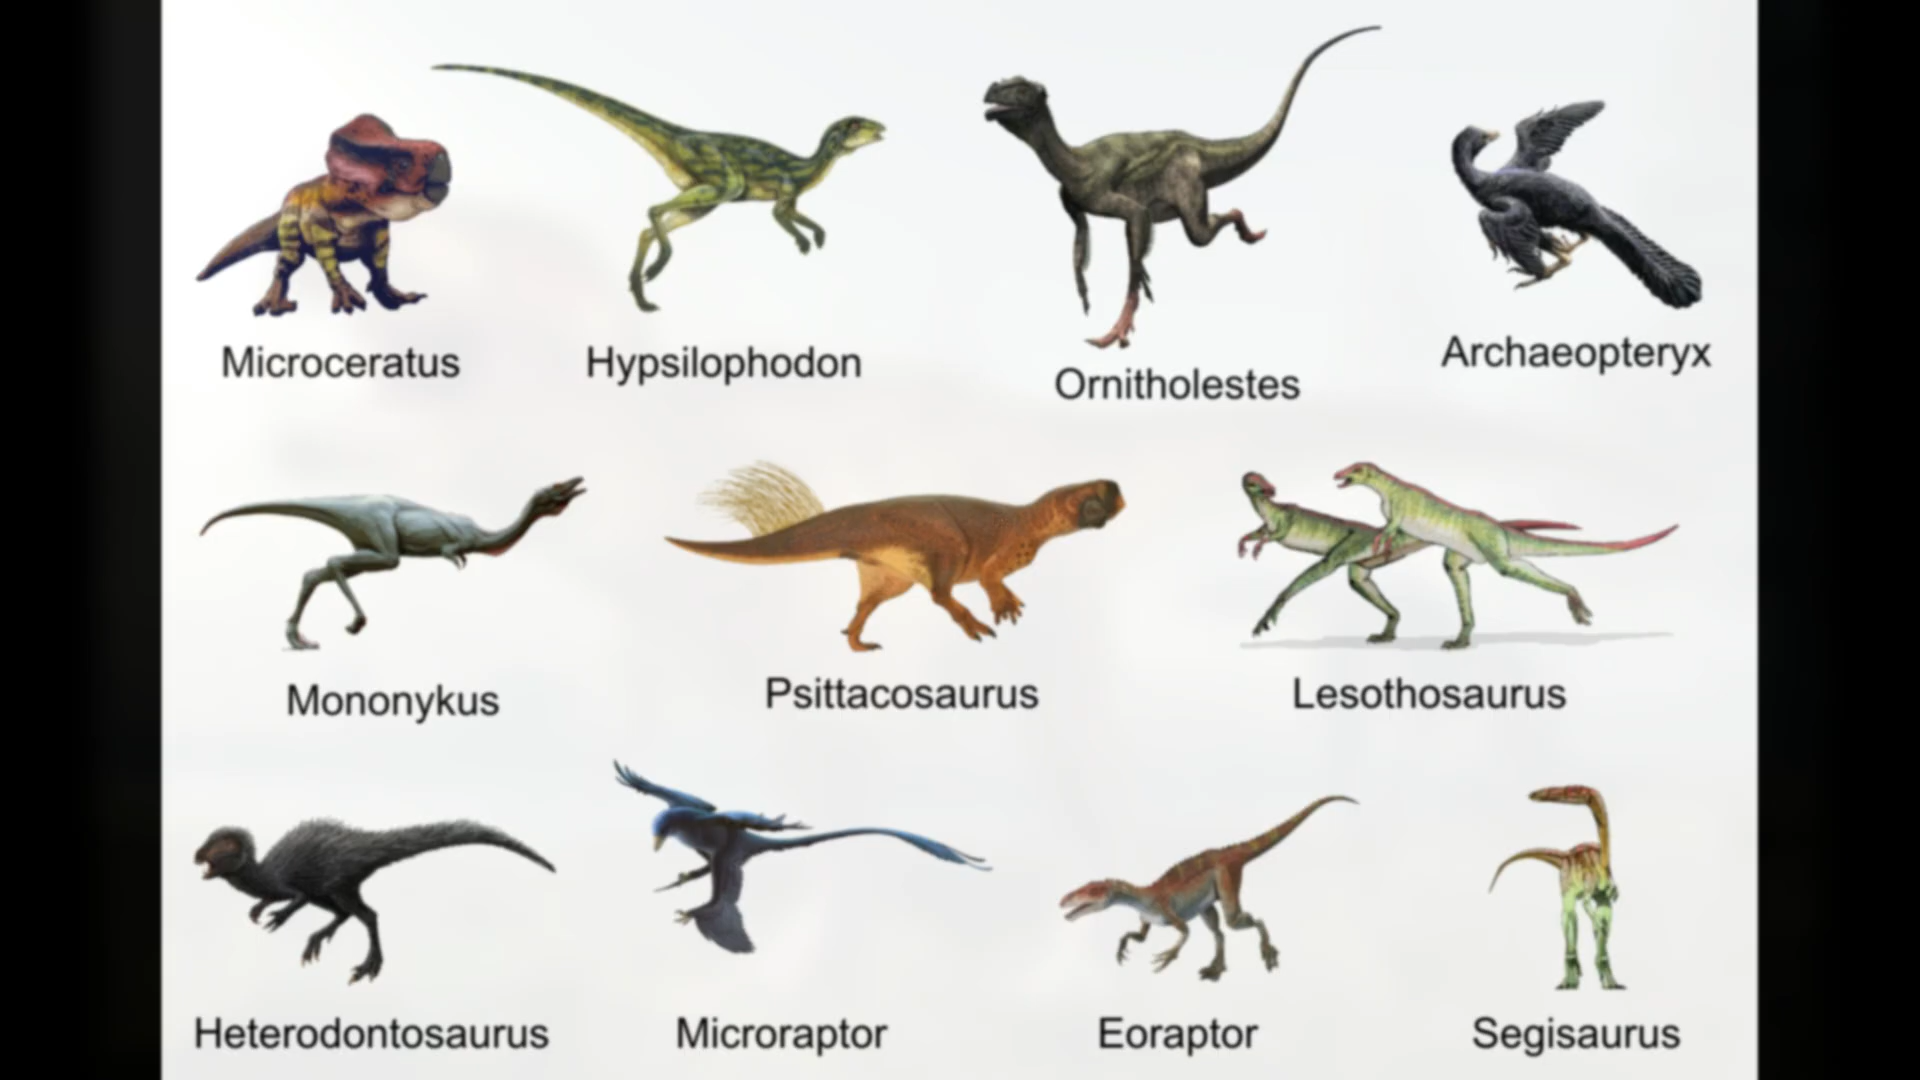 Microceratus
Hypsilophodon
Ornitholestes
Archaeopteryx
Mononykus
Psittacosaurus
Lesothosaurus
Heterodontosaurus
Microraptor
Eoraptor
Segisaurus